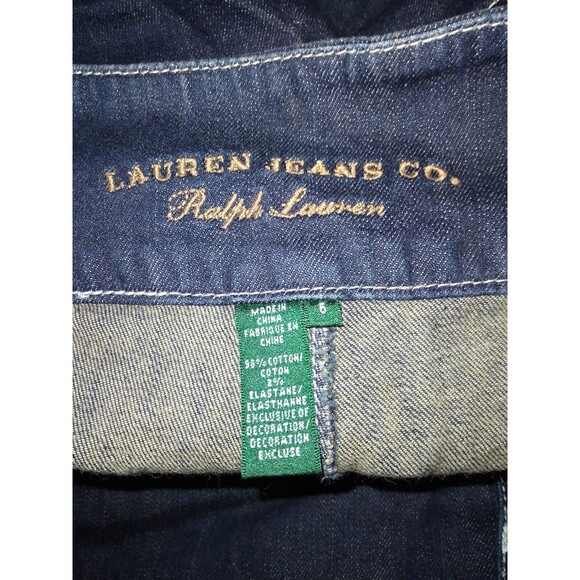 LAUREN JEANS CO.
Ralph Lauren
6
MADE IN
CHINA
FABRIQUE EN
CHINE
98% COTTON/
COTON
2%
ELASTANE/
ELASTHANNE
EXCLUSIVE OF
DECORATION/
DECORATION
EXCLUSE